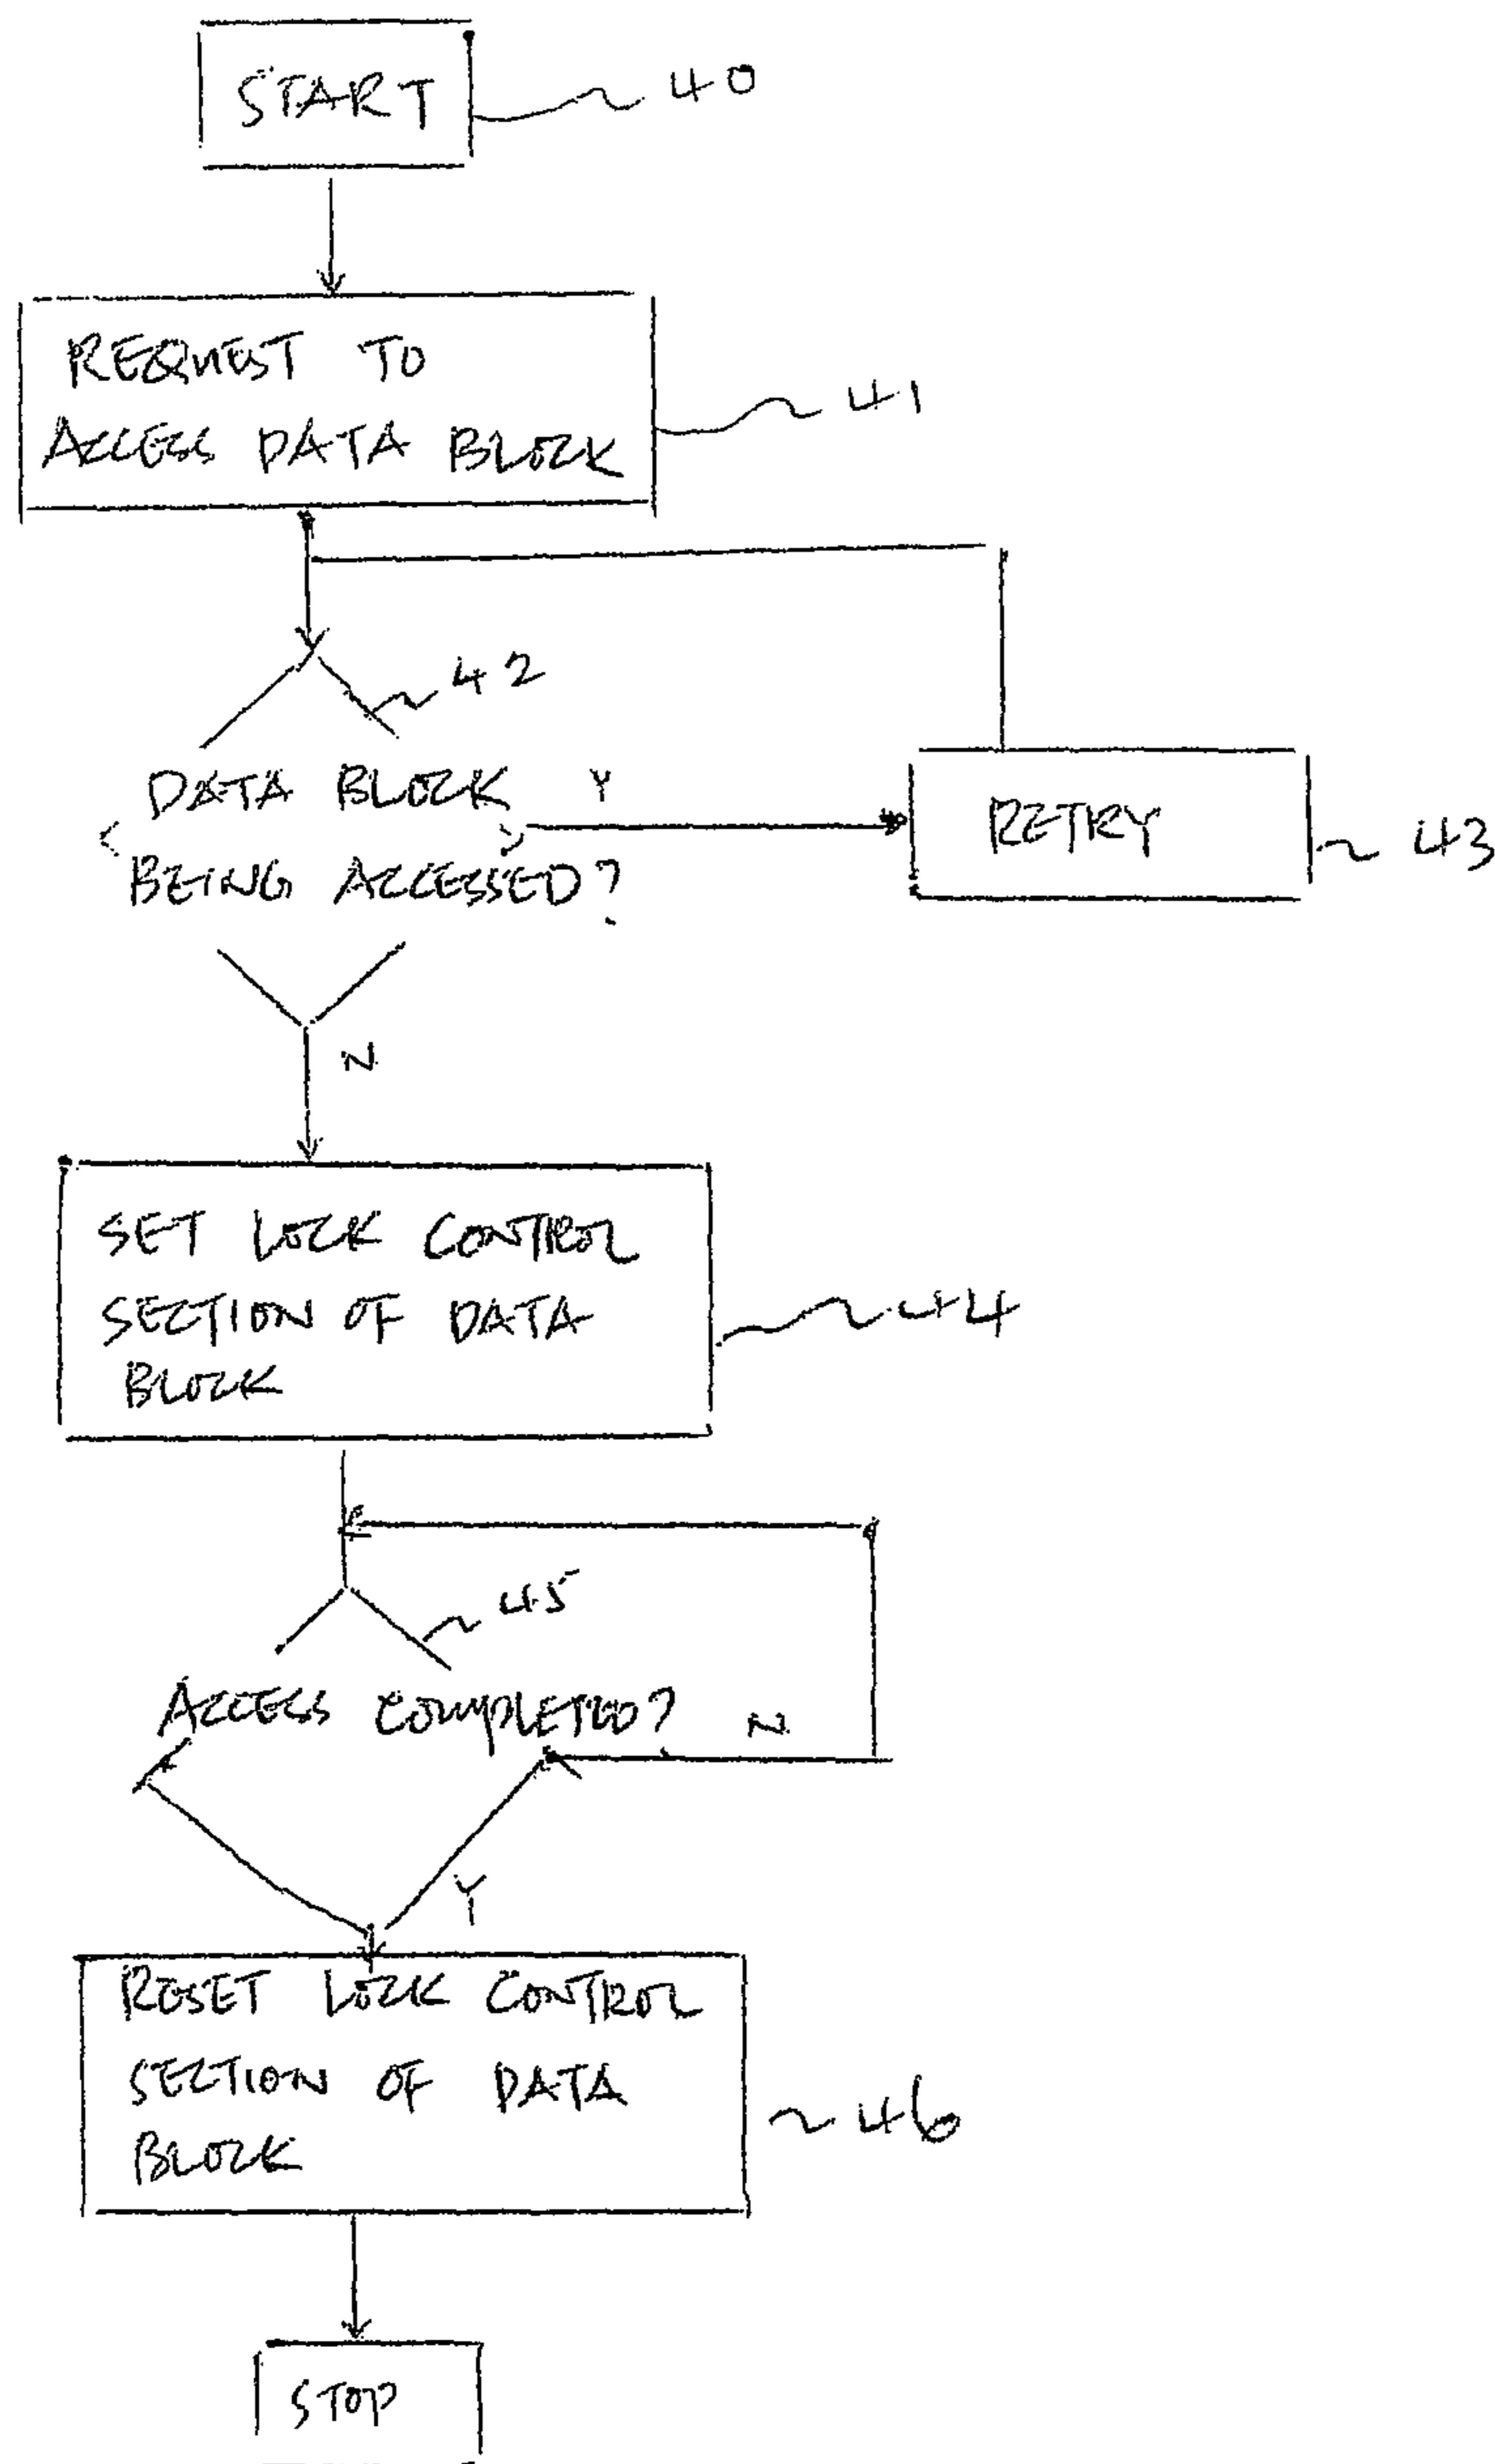 START
40
REQUEST TO
ACCESS DATA BLOCK
41
42
DATA BLOCK
Y
BEING ACCESSED?
RETRY
43
N
SET LOCK CONTROL
SECTION OF DATA
BLOCK
44
45
ACCESS COMPLETED?
N
Y
RESET LOCK CONTROL
SECTION OF DATA
BLOCK
46
STOP